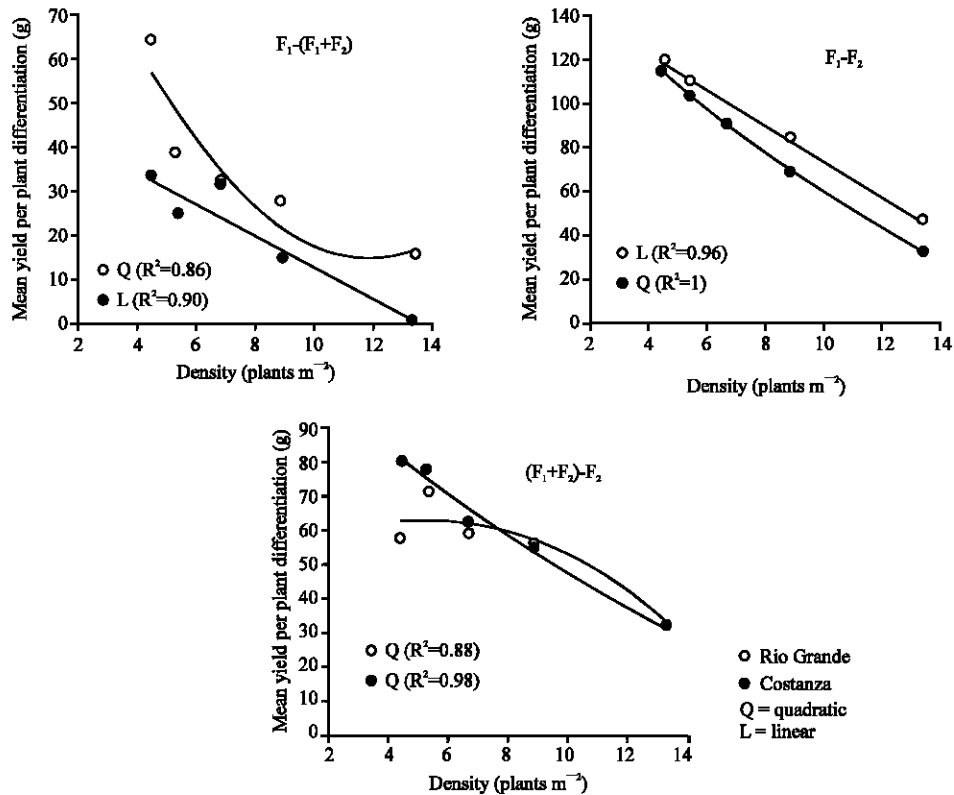 F₁-(F₁+F₂)
Mean yield per plant differentiation (g)
70
60
50
40
30
20
10
0
Q (R²=0.86)
L (R²=0.90)
2 4 6 8 10 12 14
Density (plants m⁻²)
F₁-F₂
Mean yield per plant differentiation (g)
140
120
100
80
60
40
20
0
L (R²=0.96)
Q (R²=1)
2 4 6 8 10 12 14
Density (plants m⁻²)
(F₁+F₂)-F₂
Mean yield per plant differentiation (g)
90
80
70
60
50
40
30
20
10
0
Q (R²=0.88)
Q (R²=0.98)
2 4 6 8 10 12 14
Density (plants m⁻²)
Rio Grande
Costanza
Q = quadratic
L = linear